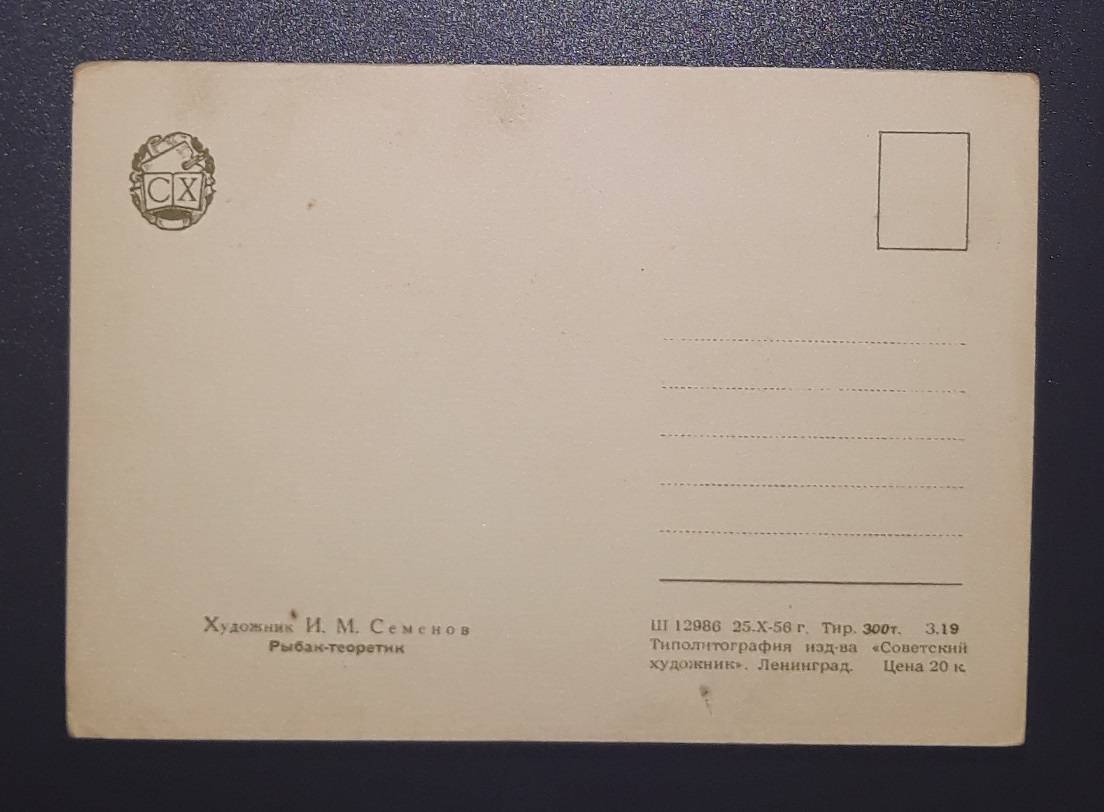 СХ
Художник И. М. Семенов
Рыбак-теоретик
Ш 12986 25.X-56 г. Тир. 300т. З.19
Типолитография изд-ва «Советский
художник». Ленинград. Цена 20 к.